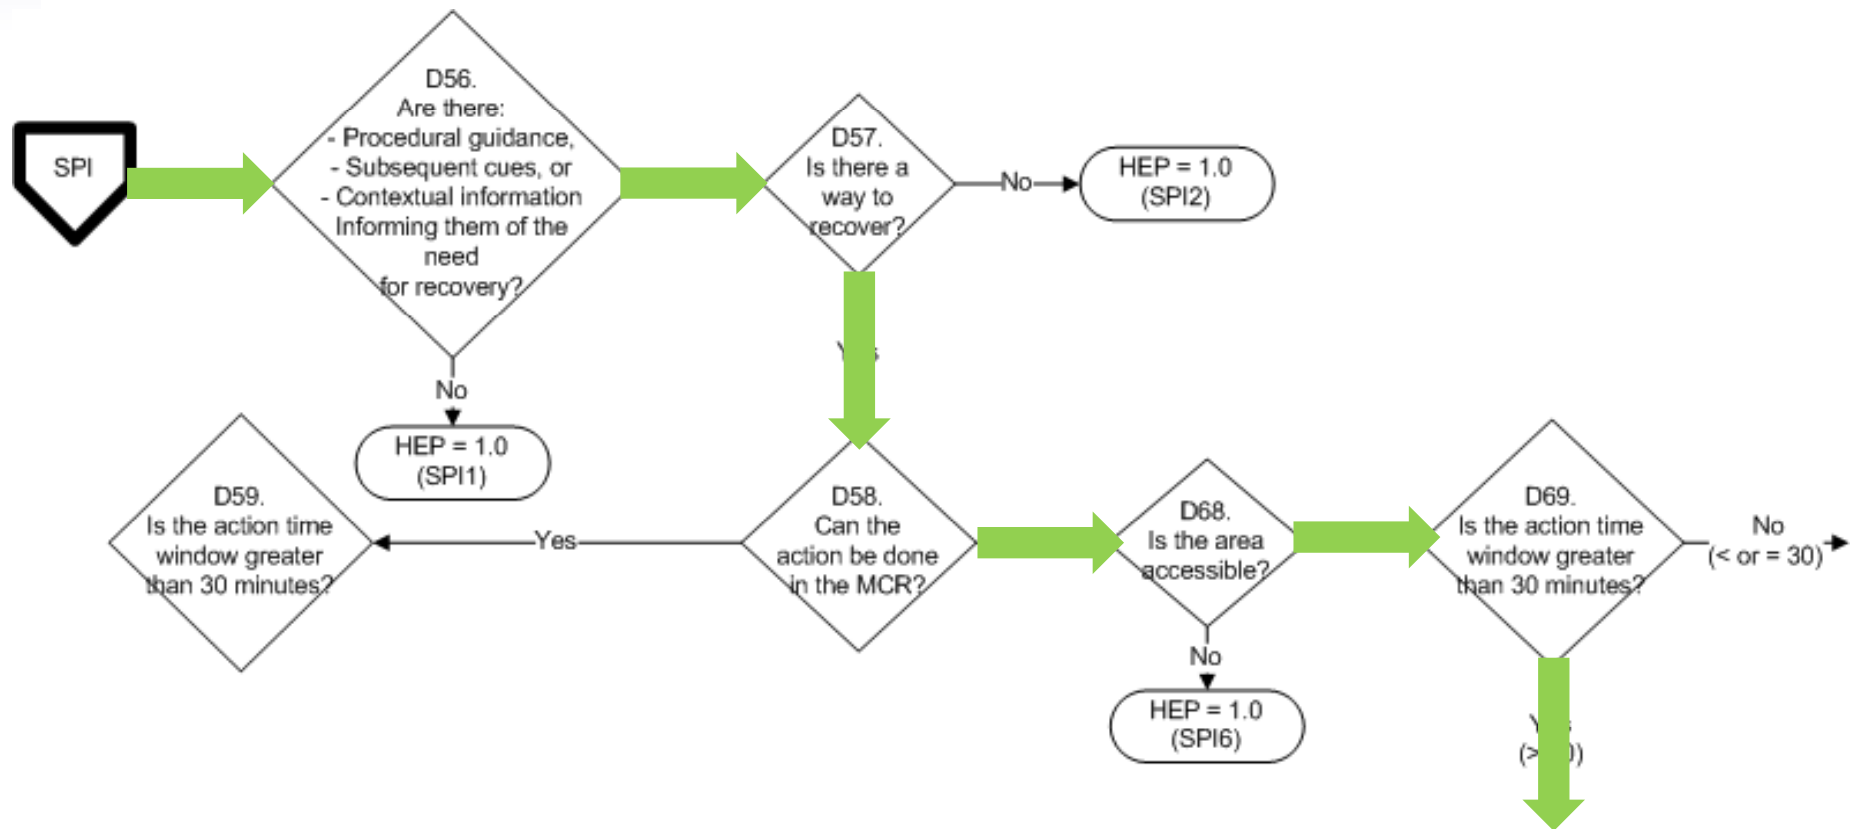 SPI
D56.
Are there:
- Procedural guidance,
- Subsequent cues, or
- Contextual information
Informing them of the
need
for recovery?
No
HEP = 1.0
(SPI1)
D57.
Is there a
way to
recover?
No
HEP = 1.0
(SPI2)
D58.
Can the
action be done
in the MCR?
Yes
D59.
Is the action time
window greater
than 30 minutes?
D68.
Is the area
accessible?
No
HEP = 1.0
(SPI6)
D69.
Is the action time
window greater
than 30 minutes?
No
(< or = 30)